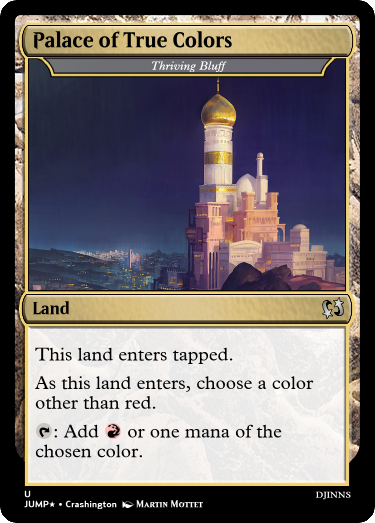 Palace of True Colors
Thriving Bluff
Land
This land enters tapped.
As this land enters, choose a color
other than red.
: Add or one mana of the
chosen color.
U
JUMP★ • Crashington MARTIN MOTTET
DJINNS